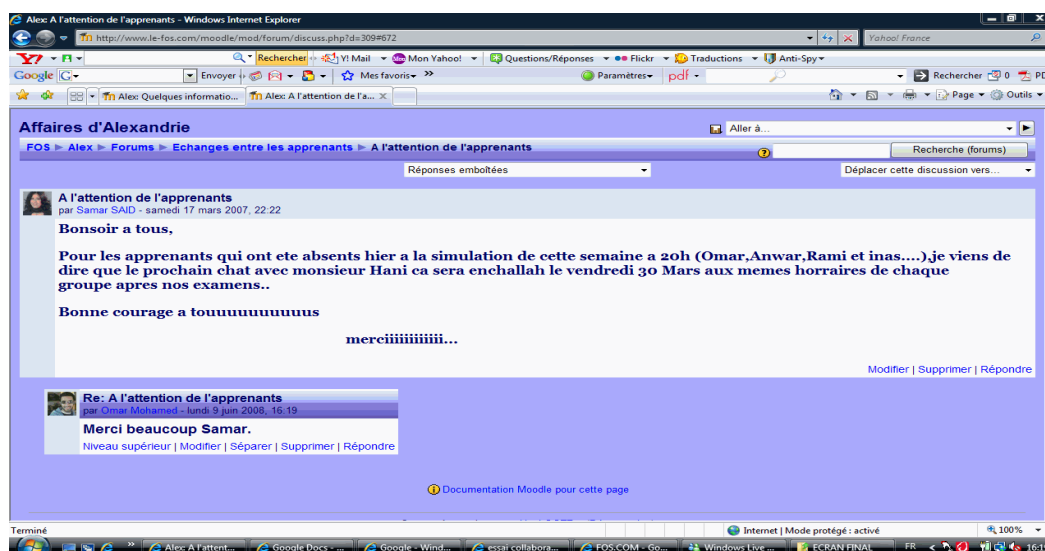 Alex: A l'attention de l'apprenants - Windows Internet Explorer
http://www.le-fos.com/moodle/mod/forum/discuss.php?d=309#672
Yahoo! France
Rechercher Y! Mail Mon Yahoo! Questions/Réponses Flickr Traductions Anti-Spy
Google G Envoyer Mes favoris Paramètres pdf Rechercher 0 PD
Alex: Quelques informatio... Alex: A l'attention de l'a... Page Outils
Affaires d'Alexandrie
Aller à...
FOS ► Alex ► Forums ► Echanges entre les apprenants ► A l'attention de l'apprenants
Recherche (forums)
Réponses emboîtées
Déplacer cette discussion vers...
A l'attention de l'apprenants
par Samar SAID - samedi 17 mars 2007, 22:22
Bonsoir a tous,
Pour les apprenants qui ont ete absents hier a la simulation de cette semaine a 20h (Omar,Anwar,Rami et inas....),je viens de
dire que le prochain chat avec monsieur Hani ca sera enchallah le vendredi 30 Mars aux memes horraires de chaque
groupe apres nos examens..
Bonne courage a touuuuuuuuuus
merciiiiiiiiiiii...
Modifier | Supprimer | Répondre
Re: A l'attention de l'apprenants
par Omar Mohamed - lundi 9 juin 2008, 16:19
Merci beaucoup Samar.
Niveau supérieur | Modifier | Séparer | Supprimer | Répondre
Documentation Moodle pour cette page
Terminé
Internet | Mode protégé : activé
100%
Alex: A l'attent... Google Docs - ... Google - Wind... essai collabora... FOS.COM - Go... Windows Live ... ECRAN FINAL FR